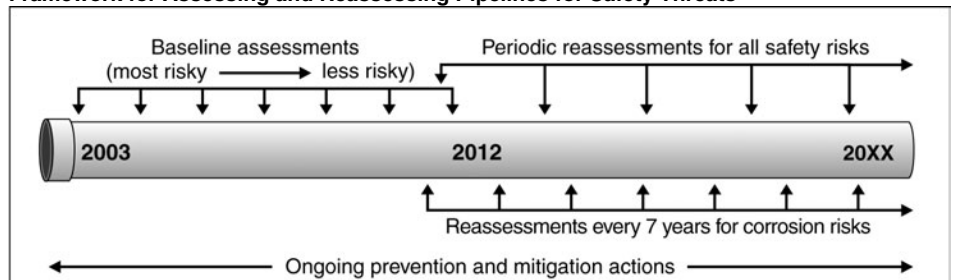 Framework for Assessing and Reassessing Pipelines for Safety Threats
Baseline assessments
(most risky less risky)
Periodic reassessments for all safety risks
2003 2012 20XX
Reassessments every 7 years for corrosion risks
Ongoing prevention and mitigation actions